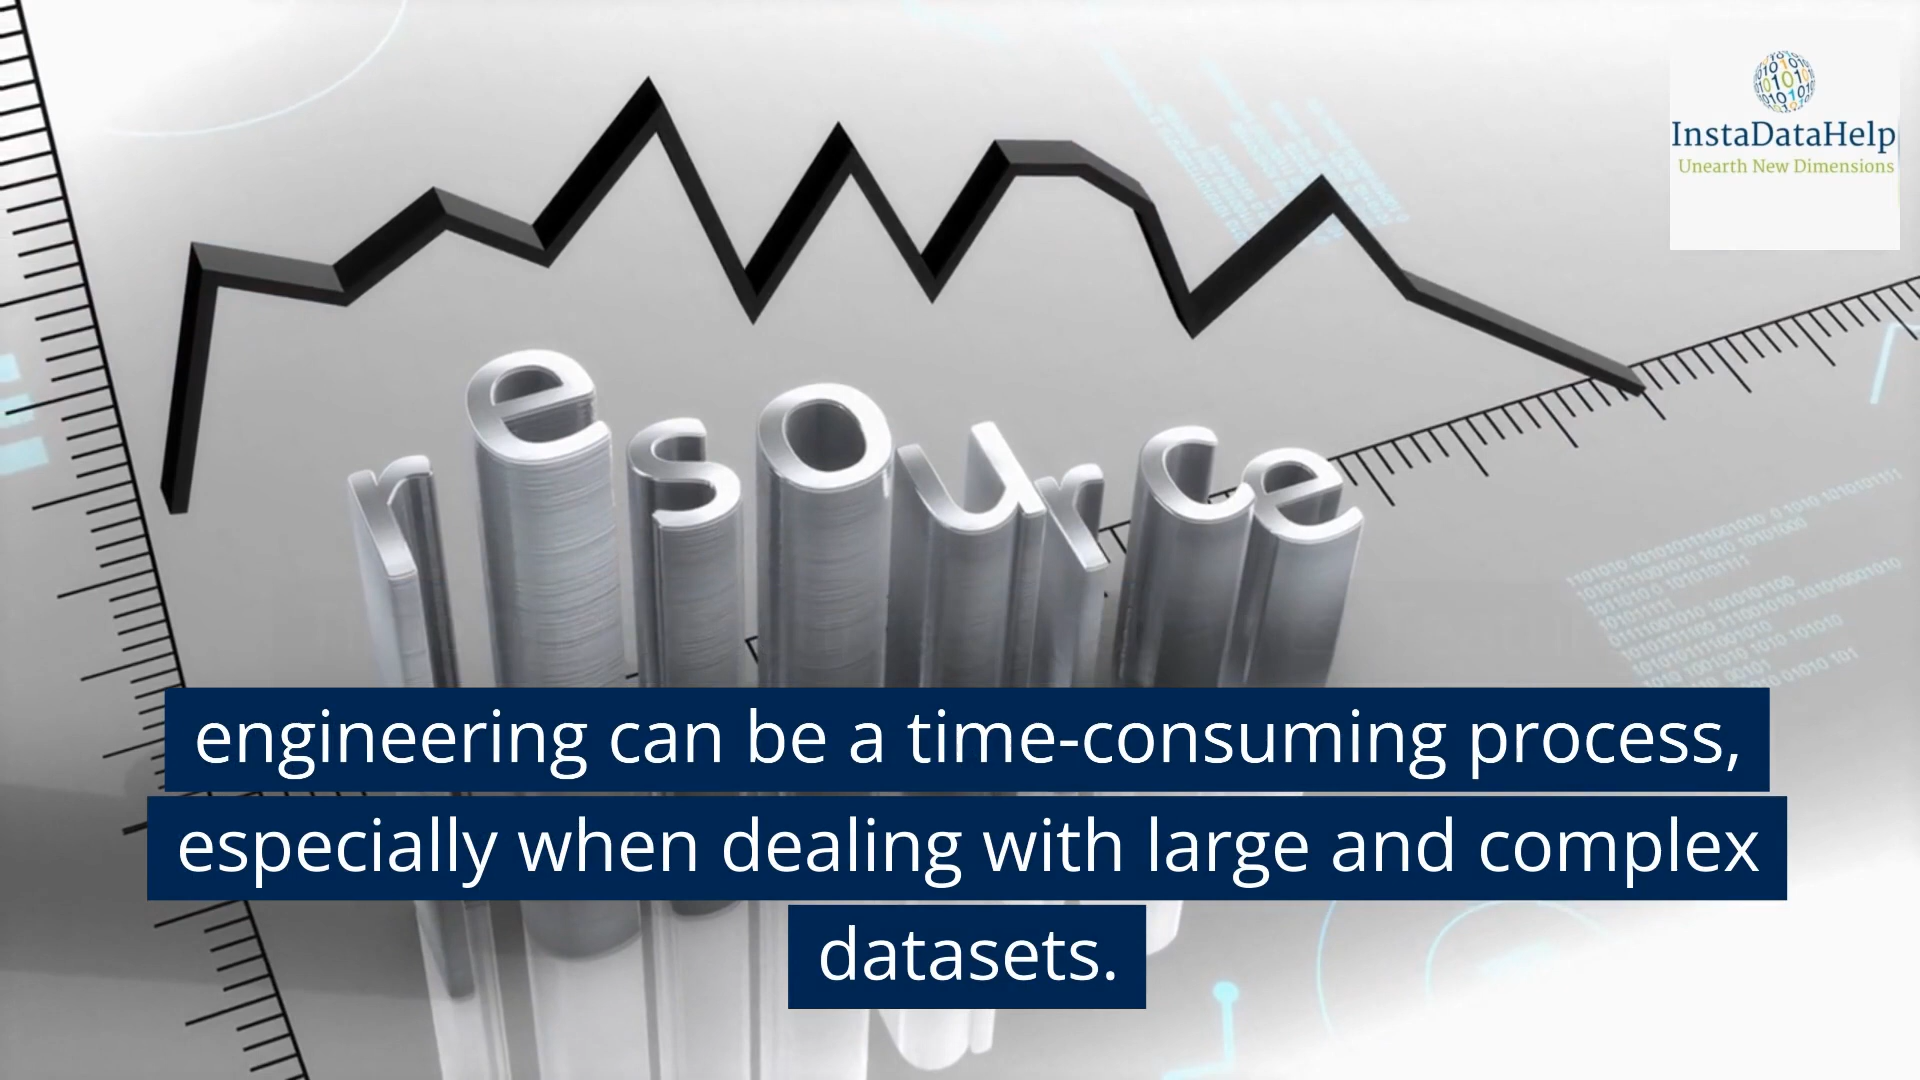 InstaDataHelp
Unearth New Dimensions
resource
engineering can be a time-consuming process,
especially when dealing with large and complex
datasets.